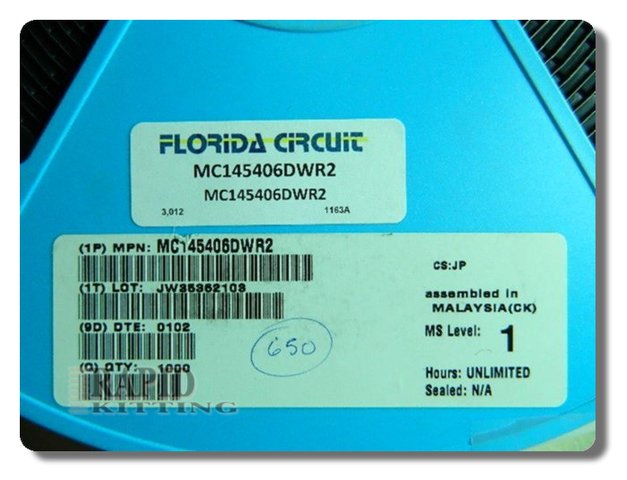 FLORIDA CIRCUIT
MC145406DWR2
MC145406DWR2
3,012 1163A
(1P) MPN: MC145406DWR2
(1T) LOT: JW35362103
(9D) DTE: 0102
(Q) QTY: 1000
650
CS:JP
assembled in
MALAYSIA(CK)
MS Level: 1
Hours: UNLIMITED
Sealed: N/A
RAPID
KITTING